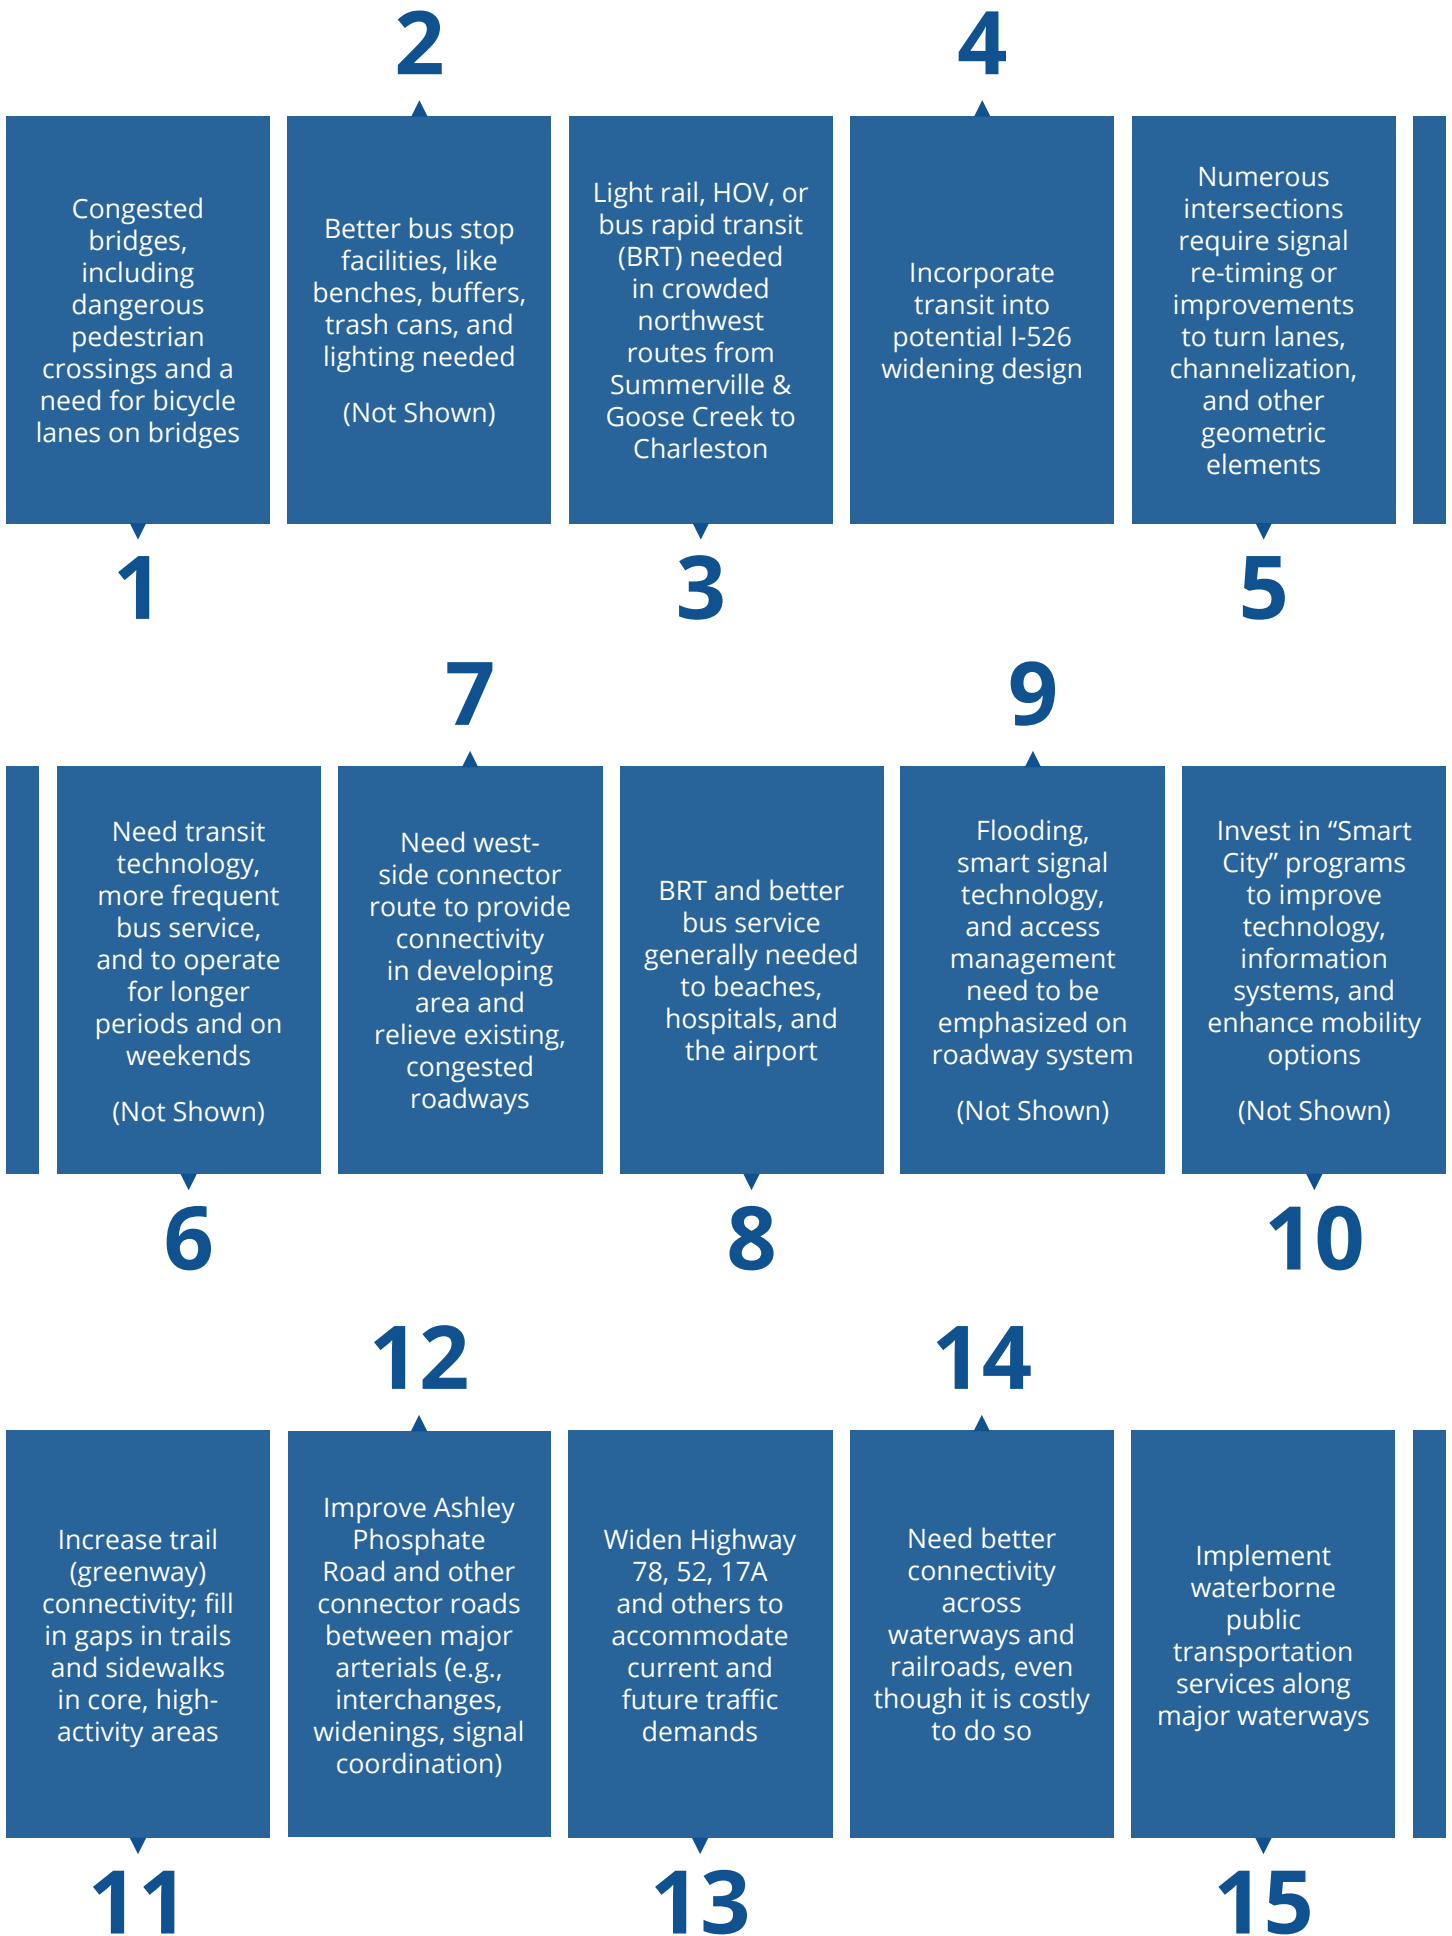 2
4
Congested
bridges,
including
dangerous
pedestrian
crossings and a
need for bicycle
lanes on bridges
Better bus stop
facilities, like
benches, buffers,
trash cans, and
lighting needed
(Not Shown)
Light rail, HOV, or
bus rapid transit
(BRT) needed
in crowded
northwest
routes from
Summerville &
Goose Creek to
Charleston
Incorporate
transit into
potential I-526
widening design
Numerous
intersections
require signal
re-timing or
improvements
to turn lanes,
channelization,
and other
geometric
elements
1
3
5
7
9
Need transit
technology,
more frequent
bus service,
and to operate
for longer
periods and on
weekends
(Not Shown)
Need west-
side connector
route to provide
connectivity
in developing
area and
relieve existing,
congested
roadways
BRT and better
bus service
generally needed
to beaches,
hospitals, and
the airport
Flooding,
smart signal
technology,
and access
management
need to be
emphasized on
roadway system
(Not Shown)
Invest in “Smart
City” programs
to improve
technology,
information
systems, and
enhance mobility
options
(Not Shown)
6
8
10
12
14
Increase trail
(greenway)
connectivity; fill
in gaps in trails
and sidewalks
in core, high-
activity areas
Improve Ashley
Phosphate
Road and other
connector roads
between major
arterials (e.g.,
interchanges,
widenings, signal
coordination)
Widen Highway
78, 52, 17A
and others to
accommodate
current and
future traffic
demands
Need better
connectivity
across
waterways and
railroads, even
though it is costly
to do so
Implement
waterborne
public
transportation
services along
major waterways
11
13
15